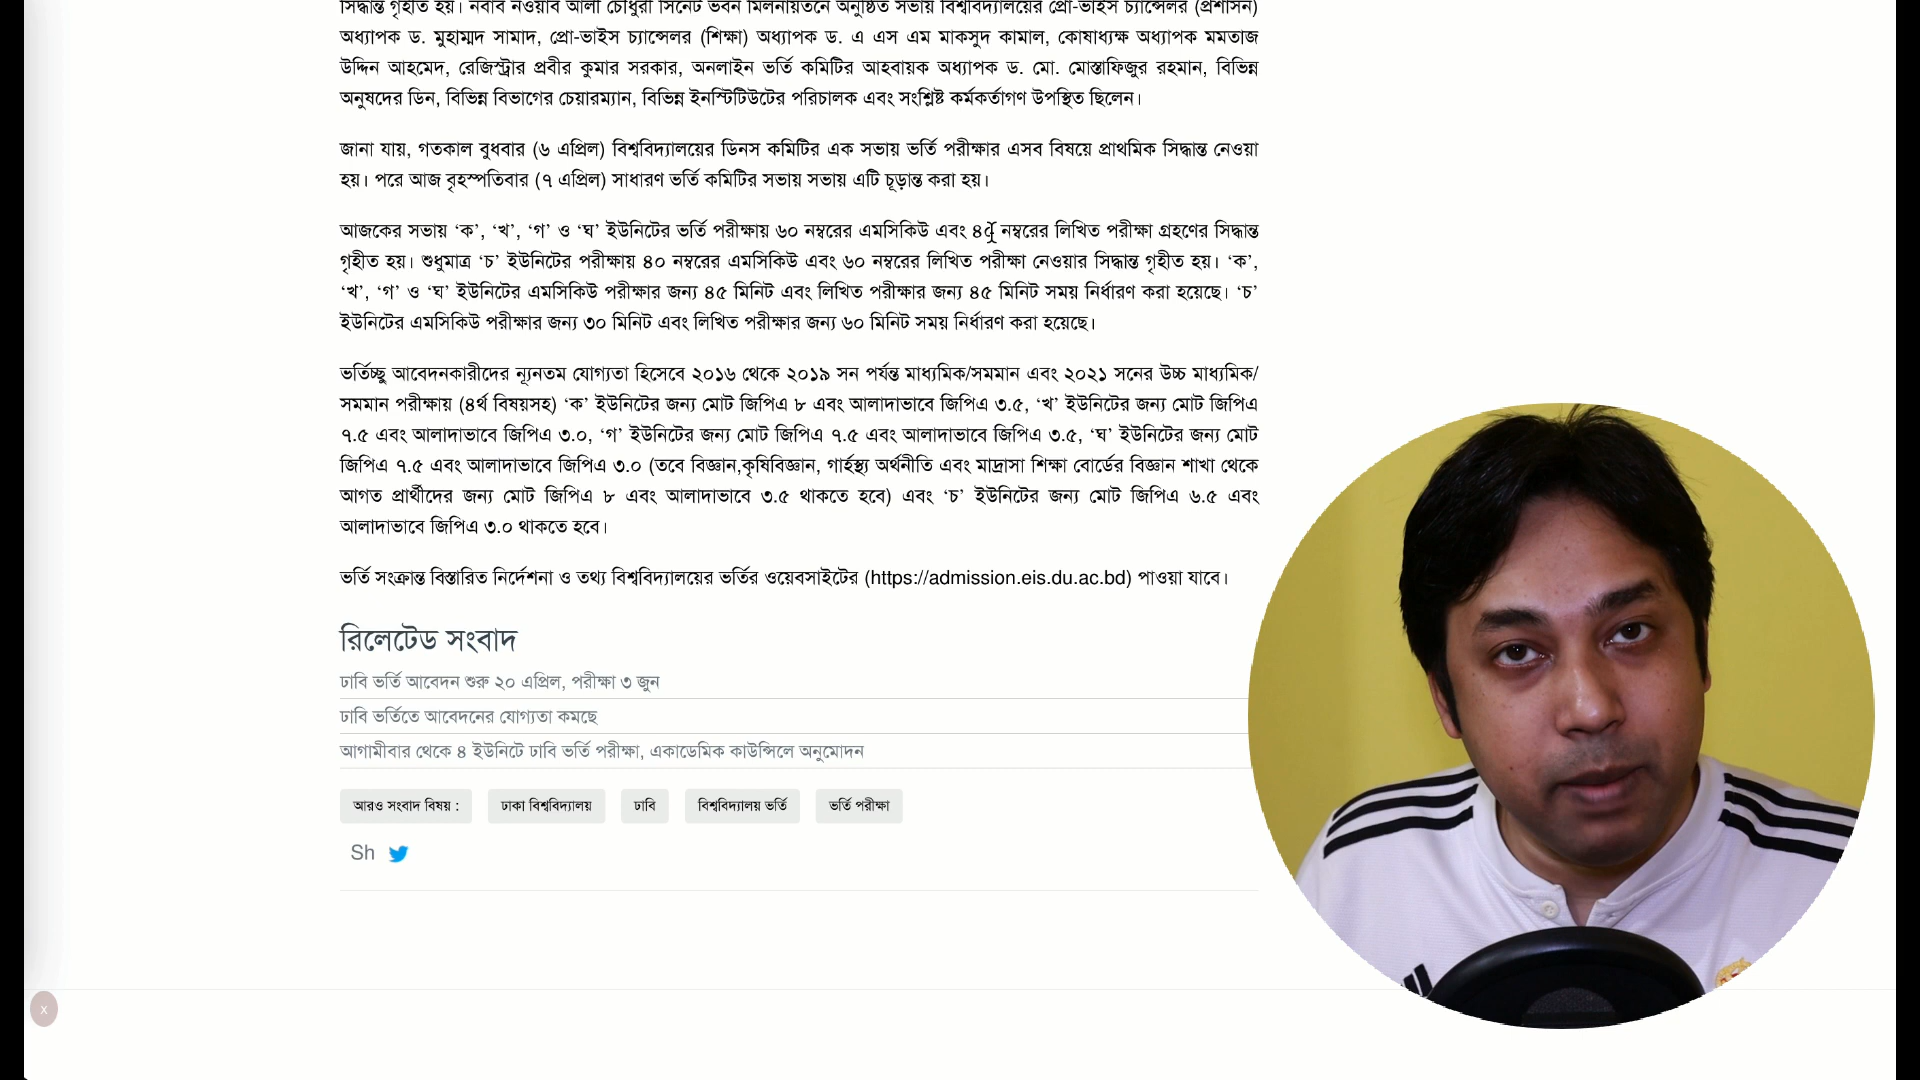 সিদ্ধান্ত গৃহীত হয়। নবাব নওয়াব আলী চৌধুরী সিনেট ভবন মিলনায়তনে অনুষ্ঠিত সভায় বিশ্ববিদ্যালয়ের প্রো-ভাইস চ্যান্সেলর (প্রশাসন)
অধ্যাপক ড. মুহাম্মদ সামাদ, প্রো-ভাইস চ্যান্সেলর (শিক্ষা) অধ্যাপক ড. এ এস এম মাকসুদ কামাল, কোষাধ্যক্ষ অধ্যাপক মমতাজ
উদ্দিন আহমেদ, রেজিস্ট্রার প্রবীর কুমার সরকার, অনলাইন ভর্তি কমিটির আহবায়ক অধ্যাপক ড. মো. মোস্তাফিজুর রহমান, বিভিন্ন
অনুষদের ডিন, বিভিন্ন বিভাগের চেয়ারম্যান, বিভিন্ন ইনস্টিটিউটের পরিচালক এবং সংশ্লিষ্ট কর্মকর্তাগণ উপস্থিত ছিলেন।
জানা যায়, গতকাল বুধবার (৬ এপ্রিল) বিশ্ববিদ্যালয়ের ডিনস কমিটির এক সভায় ভর্তি পরীক্ষার এসব বিষয়ে প্রাথমিক সিদ্ধান্ত নেওয়া
হয়। পরে আজ বৃহস্পতিবার (৭ এপ্রিল) সাধারণ ভর্তি কমিটির সভায় সভায় এটি চূড়ান্ত করা হয়।
আজকের সভায় ‘ক’, ‘খ’, ‘গ’ ও ‘ঘ’ ইউনিটের ভর্তি পরীক্ষায় ৬০ নম্বরের এমসিকিউ এবং ৪০ নম্বরের লিখিত পরীক্ষা গ্রহণের সিদ্ধান্ত
গৃহীত হয়। শুধুমাত্র ‘চ’ ইউনিটের পরীক্ষায় ৪০ নম্বরের এমসিকিউ এবং ৬০ নম্বরের লিখিত পরীক্ষা নেওয়ার সিদ্ধান্ত গৃহীত হয়। ‘ক’,
‘খ’, ‘গ’ ও ‘ঘ’ ইউনিটের এমসিকিউ পরীক্ষার জন্য ৪৫ মিনিট এবং লিখিত পরীক্ষার জন্য ৪৫ মিনিট সময় নির্ধারণ করা হয়েছে। ‘চ’
ইউনিটের এমসিকিউ পরীক্ষার জন্য ৩০ মিনিট এবং লিখিত পরীক্ষার জন্য ৬০ মিনিট সময় নির্ধারণ করা হয়েছে।
ভর্তিচ্ছু আবেদনকারীদের ন্যূনতম যোগ্যতা হিসেবে ২০১৬ থেকে ২০১৯ সন পর্যন্ত মাধ্যমিক/সমমান এবং ২০২১ সনের উচ্চ মাধ্যমিক/
সমমান পরীক্ষায় (৪র্থ বিষয়সহ) ‘ক’ ইউনিটের জন্য মোট জিপিএ ৮ এবং আলাদাভাবে জিপিএ ৩.৫, ‘খ’ ইউনিটের জন্য মোট জিপিএ
৭.৫ এবং আলাদাভাবে জিপিএ ৩.০, ‘গ’ ইউনিটের জন্য মোট জিপিএ ৭.৫ এবং আলাদাভাবে জিপিএ ৩.৫, ‘ঘ’ ইউনিটের জন্য মোট
জিপিএ ৭.৫ এবং আলাদাভাবে জিপিএ ৩.০ (তবে বিজ্ঞান,কৃষিবিজ্ঞান, গার্হস্থ্য অর্থনীতি এবং মাদ্রাসা শিক্ষা বোর্ডের বিজ্ঞান শাখা থেকে
আগত প্রার্থীদের জন্য মোট জিপিএ ৮ এবং আলাদাভাবে ৩.৫ থাকতে হবে) এবং ‘চ’ ইউনিটের জন্য মোট জিপিএ ৬.৫ এবং
আলাদাভাবে জিপিএ ৩.০ থাকতে হবে।
ভর্তি সংক্রান্ত বিস্তারিত নির্দেশনা ও তথ্য বিশ্ববিদ্যালয়ের ভর্তির ওয়েবসাইটের (https://admission.eis.du.ac.bd) পাওয়া যাবে।
রিলেটেড সংবাদ
ঢাবি ভর্তি আবেদন শুরু ২০ এপ্রিল, পরীক্ষা ৩ জুন
ঢাবি ভর্তিতে আবেদনের যোগ্যতা কমছে
আগামীবার থেকে ৪ ইউনিটে ঢাবি ভর্তি পরীক্ষা, একাডেমিক কাউন্সিলে অনুমোদন
আরও সংবাদ বিষয় : ঢাকা বিশ্ববিদ্যালয় ঢাবি বিশ্ববিদ্যালয় ভর্তি ভর্তি পরীক্ষা
Sh
x